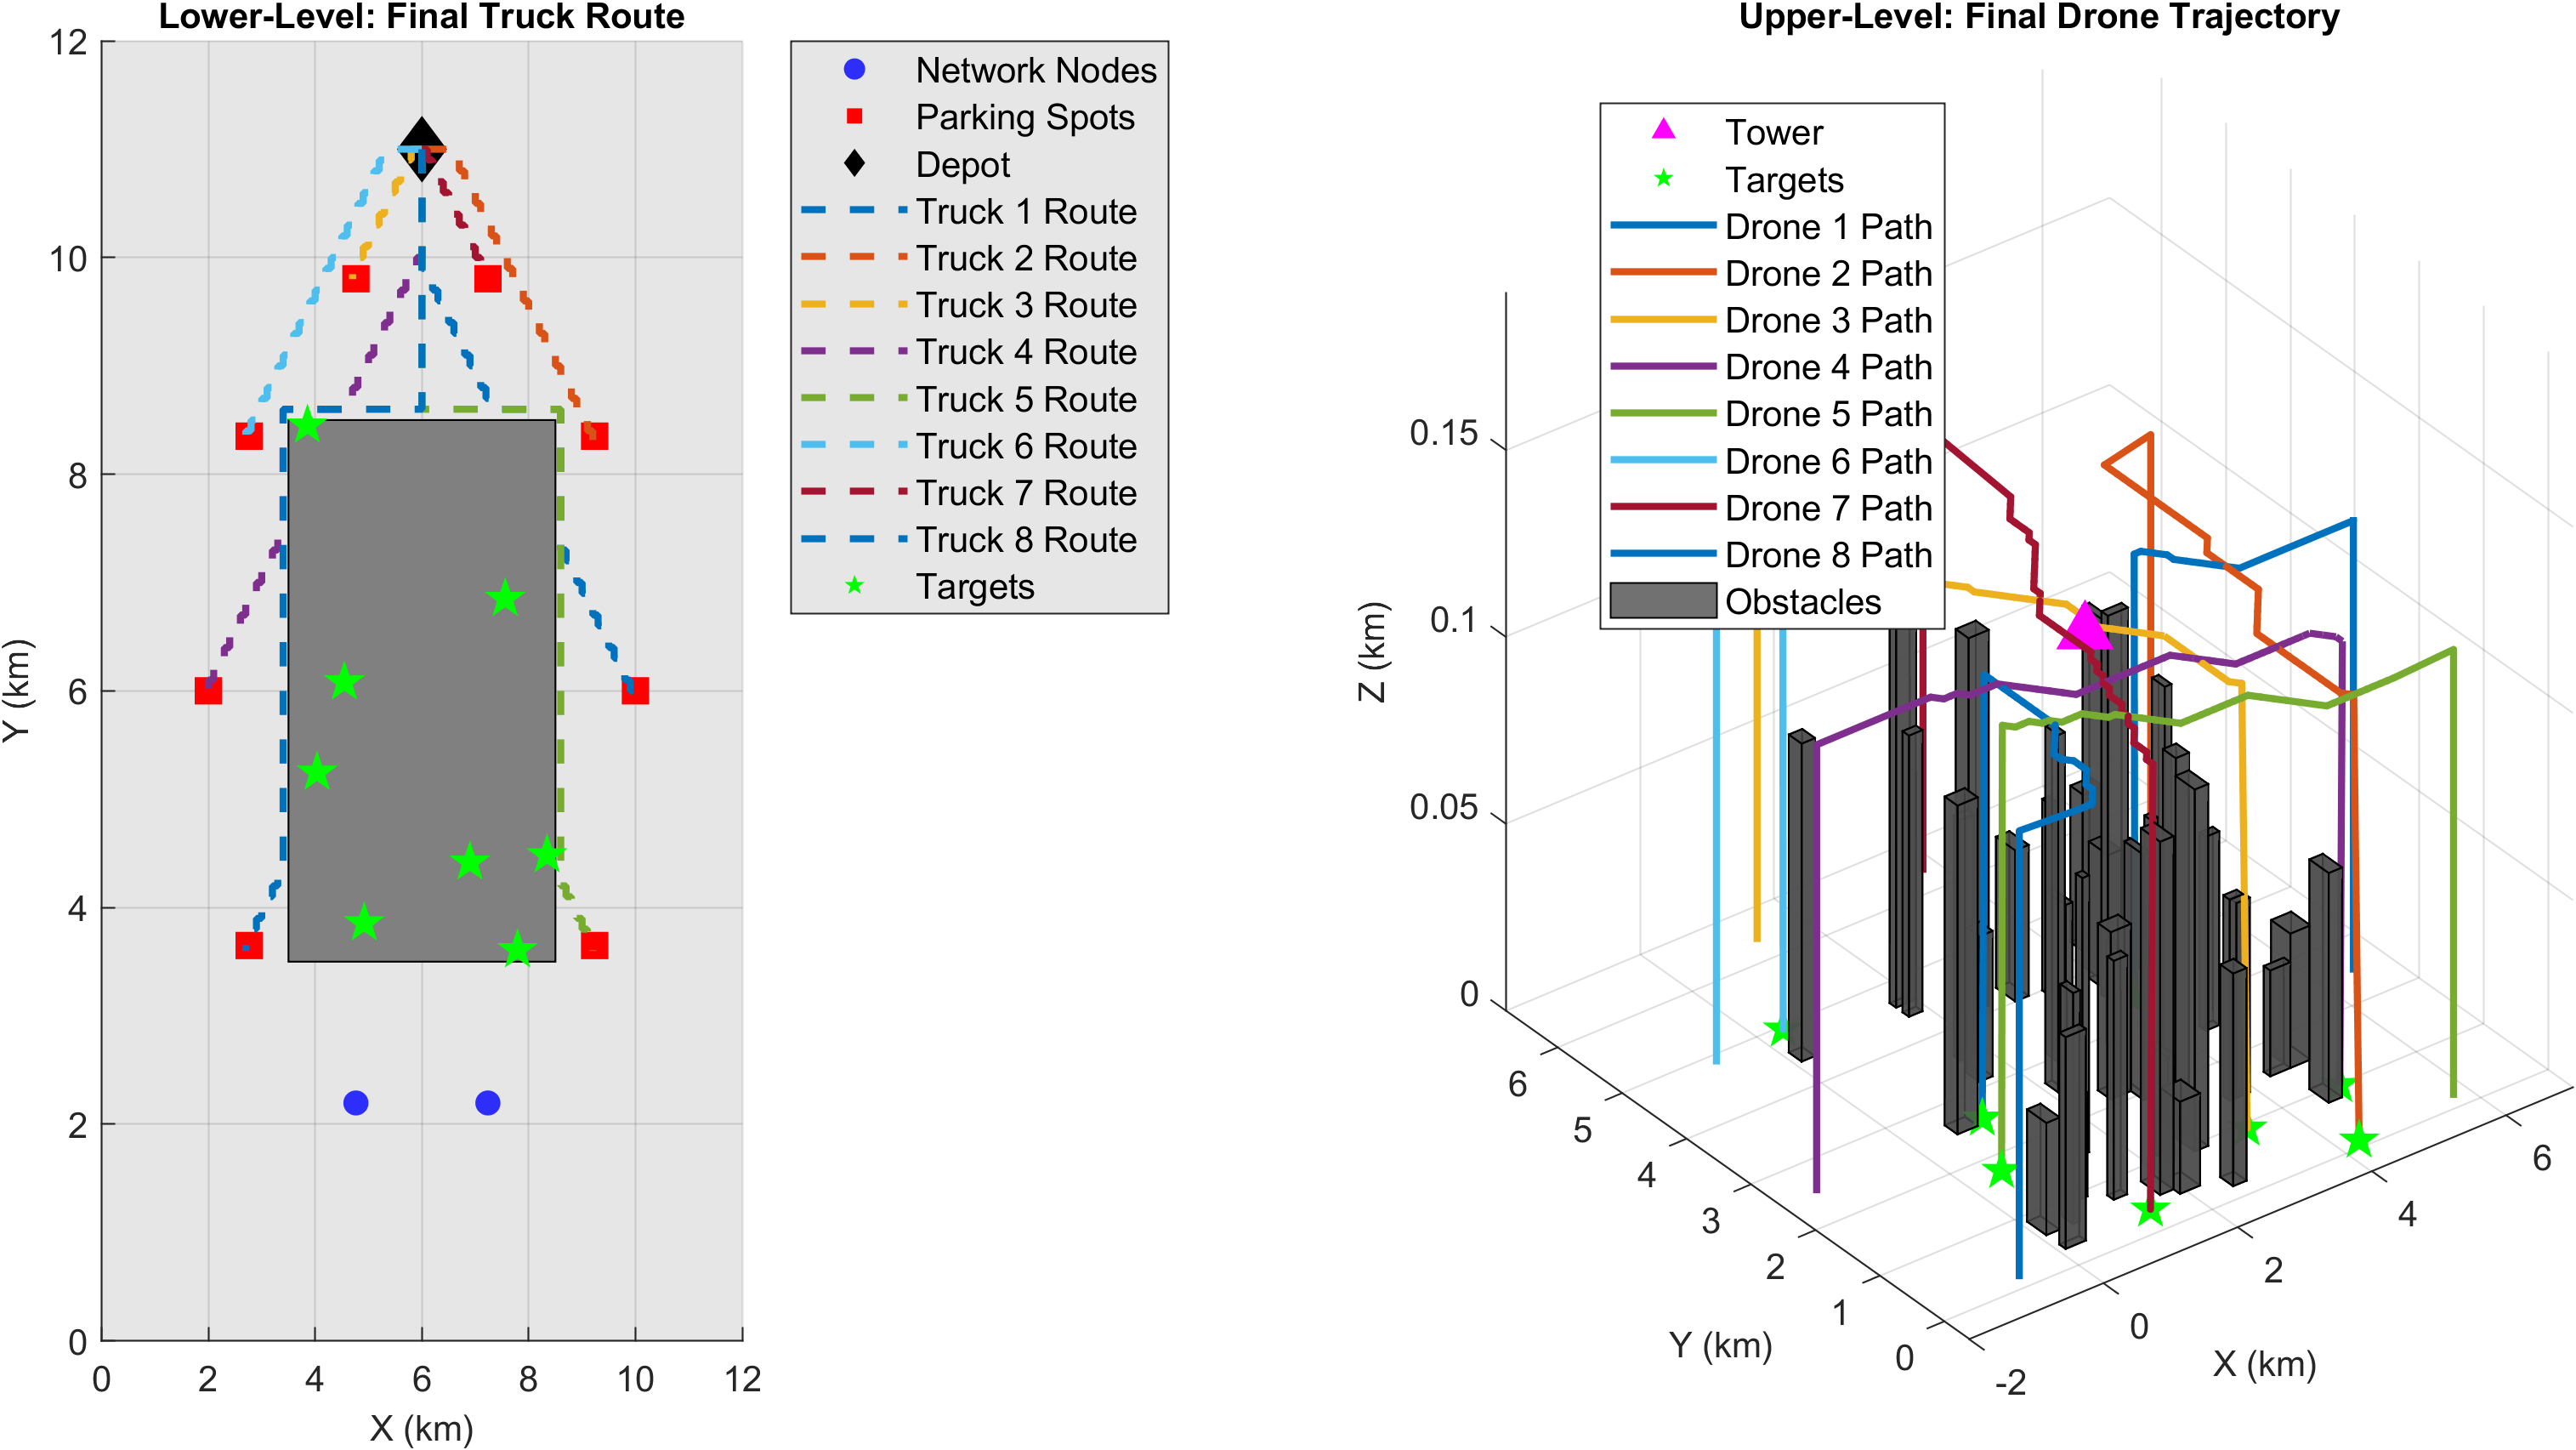 Lower-Level: Final Truck Route
12
10
8
6
4
2
0
0 2 4 6 8 10 12
Y (km)
X (km)
Network Nodes
Parking Spots
Depot
Truck 1 Route
Truck 2 Route
Truck 3 Route
Truck 4 Route
Truck 5 Route
Truck 6 Route
Truck 7 Route
Truck 8 Route
Targets
Upper-Level: Final Drone Trajectory
Tower
Targets
Drone 1 Path
Drone 2 Path
Drone 3 Path
Drone 4 Path
Drone 5 Path
Drone 6 Path
Drone 7 Path
Drone 8 Path
Obstacles
0.15
0.1
0.05
0
Z (km)
6
5
4
3
2
1
0
Y (km)
-2
0
2
4
6
X (km)